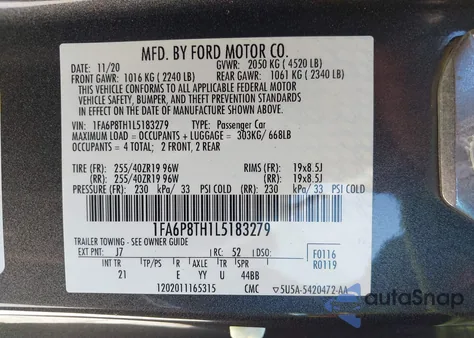 MFD. BY FORD MOTOR CO.
DATE: 11/20 GVWR: 2050 KG ( 4520 LB)
FRONT GAWR: 1016 KG ( 2240 LB) REAR GAWR: 1061 KG ( 2340 LB)
THIS VEHICLE CONFORMS TO ALL APPLICABLE FEDERAL MOTOR
VEHICLE SAFETY, BUMPER, AND THEFT PREVENTION STANDARDS
IN EFFECT ON THE DATE OF MANUFACTURE SHOWN ABOVE.
VIN: 1FA6P8TH1L5183279 TYPE: Passenger Car
MAXIMUM LOAD = OCCUPANTS + LUGGAGE = 303KG/ 668LB
OCCUPANTS = 4 TOTAL; 2 FRONT, 2 REAR
TIRE (FR): 255/40ZR19 96W RIMS (FR): 19x8.5J
(RR): 255/40ZR19 96W (RR): 19x8.5J
PRESSURE (FR): 230 kPa/ 33 PSI COLD (RR): 230 kPa/ 33 PSI COLD
1FA6P8TH1L5183279
TRAILER TOWING - SEE OWNER GUIDE
EXT PNT: J7 RC: 52 DSO: F0116
INT TR TP/PS R AXLE TR SPR R0119
21 E YY U 44BB
1202011165315 CMC 5U5A-5420472-AA
autoSnap